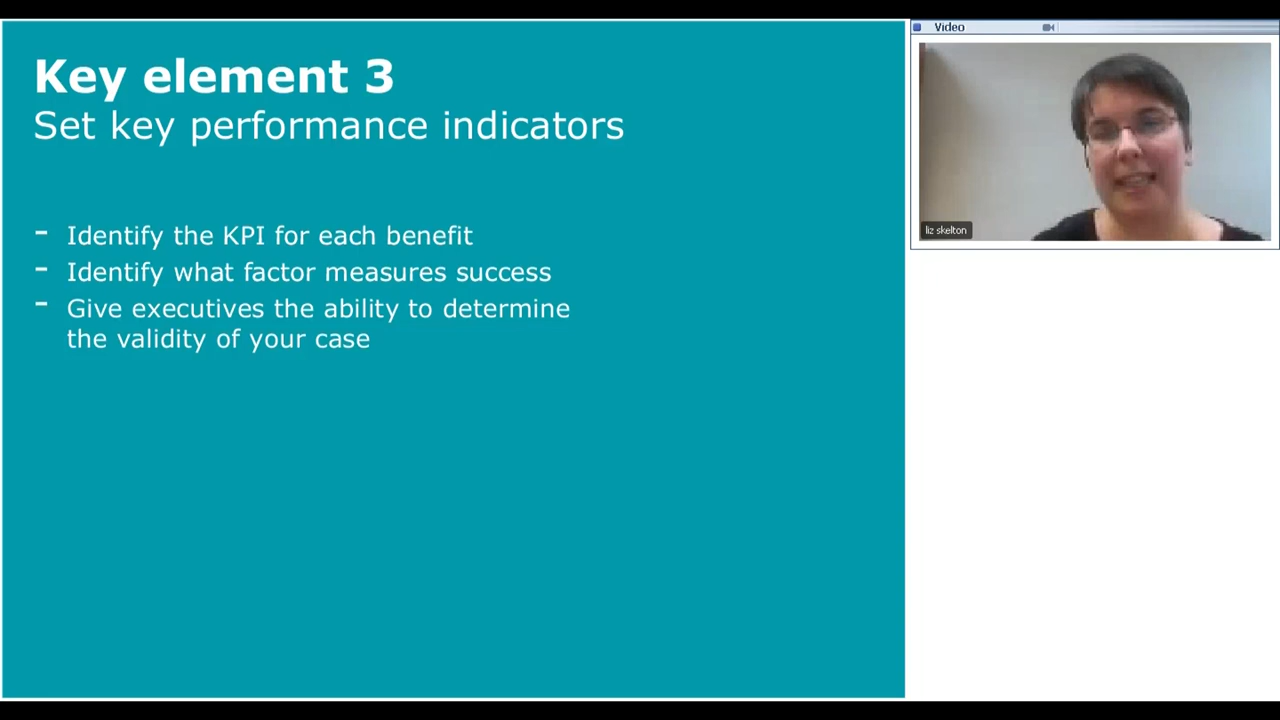 Key element 3
Set key performance indicators
- Identify the KPI for each benefit
- Identify what factor measures success
- Give executives the ability to determine
the validity of your case
Video
liz skelton